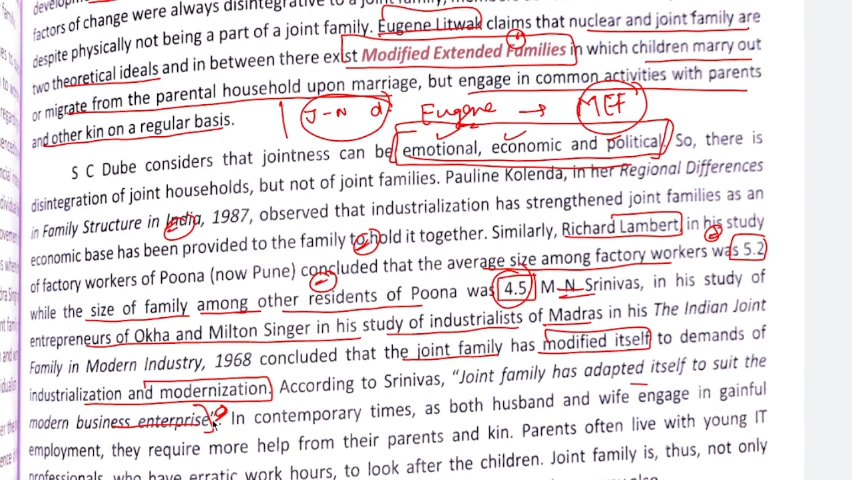 factors of change were always disintegrative to a joint family,
despite physically not being a part of a joint family. Eugene Litwak claims that nuclear and joint family are
two theoretical ideals and in between there exist Modified Extended Families in which children marry out
or migrate from the parental household upon marriage, but engage in common activities with parents
and other kin on a regular basis.
J-N d Eugene → MEF
S C Dube considers that jointness can be emotional, economic and political. So, there is
disintegration of joint households, but not of joint families. Pauline Kolenda, in her Regional Differences
in Family Structure in India, 1987, observed that industrialization has strengthened joint families as an
economic base has been provided to the family to hold it together. Similarly, Richard Lambert in his study
of factory workers of Poona (now Pune) concluded that the average size among factory workers was 5.2
while the size of family among other residents of Poona was 4.5 M N Srinivas, in his study of
entrepreneurs of Okha and Milton Singer in his study of industrialists of Madras in his The Indian Joint
Family in Modern Industry, 1968 concluded that the joint family has modified itself to demands of
industrialization and modernization. According to Srinivas, “Joint family has adapted itself to suit the
modern business enterprise”. In contemporary times, as both husband and wife engage in gainful
employment, they require more help from their parents and kin. Parents often live with young IT
professionals, who have erratic work hours, to look after the children. Joint family is, thus, not only